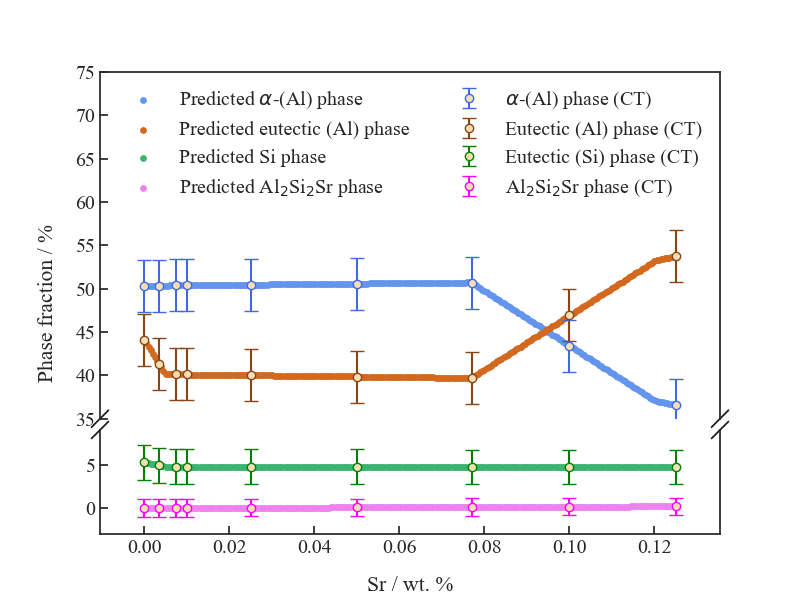 75
70
65
60
55
50
45
40
35
5
0
Phase fraction / %
Predicted α-(Al) phase
Predicted eutectic (Al) phase
Predicted Si phase
Predicted Al₂Si₂Sr phase
α-(Al) phase (CT)
Eutectic (Al) phase (CT)
Eutectic (Si) phase (CT)
Al₂Si₂Sr phase (CT)
0.00 0.02 0.04 0.06 0.08 0.10 0.12
Sr / wt. %